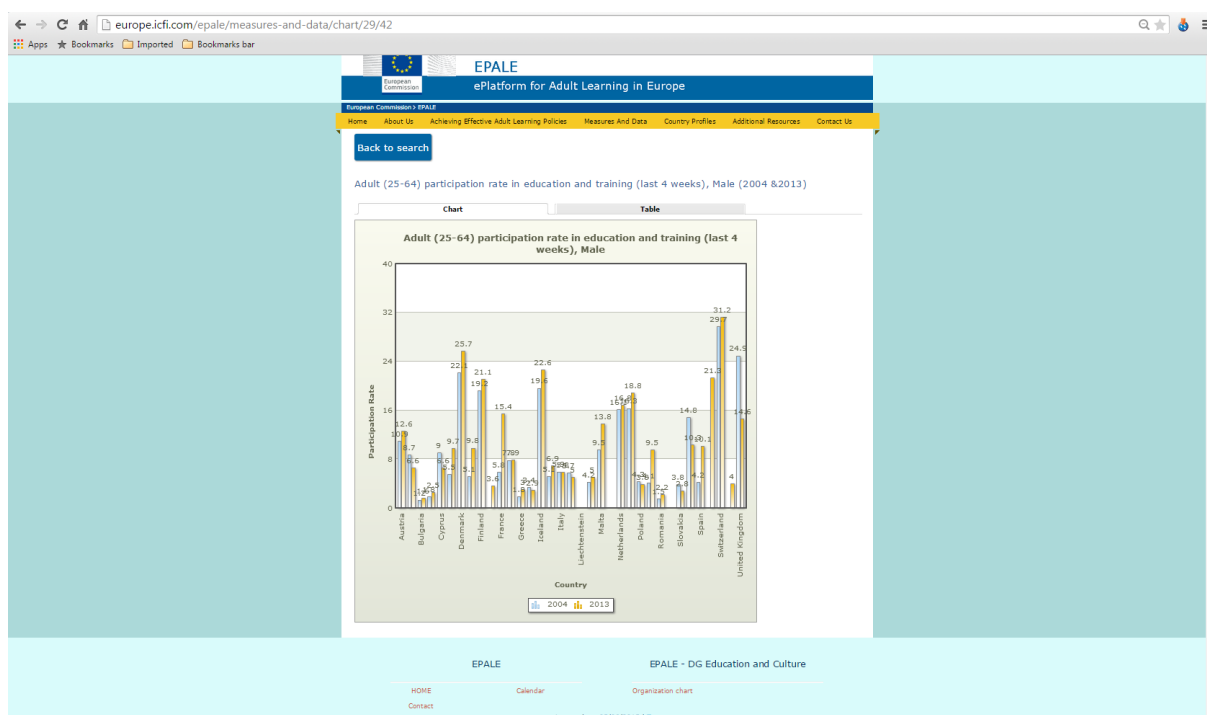 europe.icfi.com/epale/measures-and-data/chart/29/42
Apps Bookmarks Imported Bookmarks bar
EPALE
European
Commission
ePlatform for Adult Learning in Europe
European Commission > EPALE
Home About Us Achieving Effective Adult Learning Policies Measures And Data Country Profiles Additional Resources Contact Us
Back to search
Adult (25-64) participation rate in education and training (last 4 weeks), Male (2004 &2013)
Chart Table
Adult (25-64) participation rate in education and training (last 4
weeks), Male
40
32
24
16
8
0
Participation Rate
12.6
8.7
6.6
9
9.7
22.1
25.7
5.1
9.8
19.2
21.1
3.6
5.8
15.4
19.6
22.6
6.9
9.5
13.8
18.8
9.5
2.2
3.8
14.8
10.1
4.2
21.3
31.2
4
24.9
14.6
Austria
Bulgaria
Cyprus
Denmark
Finland
France
Greece
Iceland
Italy
Liechtenstein
Malta
Netherlands
Poland
Romania
Slovakia
Spain
Switzerland
United Kingdom
Country
2004 2013
EPALE EPALE - DG Education and Culture
HOME Calendar Organization chart
Contact